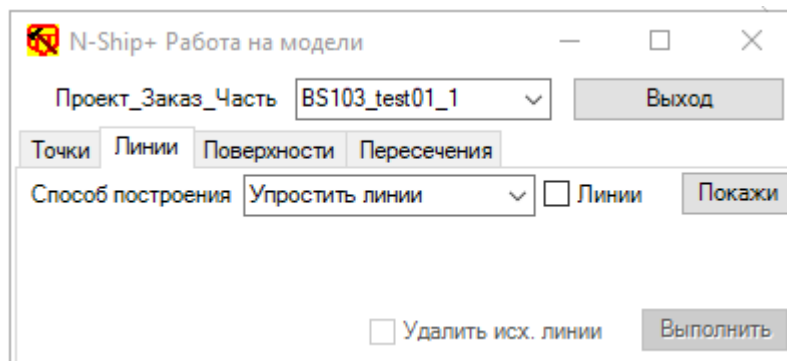 N-Ship+ Работа на модели
Проект_Заказ_Часть BS103_test01_1 Выход
Точки Линии Поверхности Пересечения
Способ построения Упростить линии Линии Покажи
Удалить исх. линии Выполнить